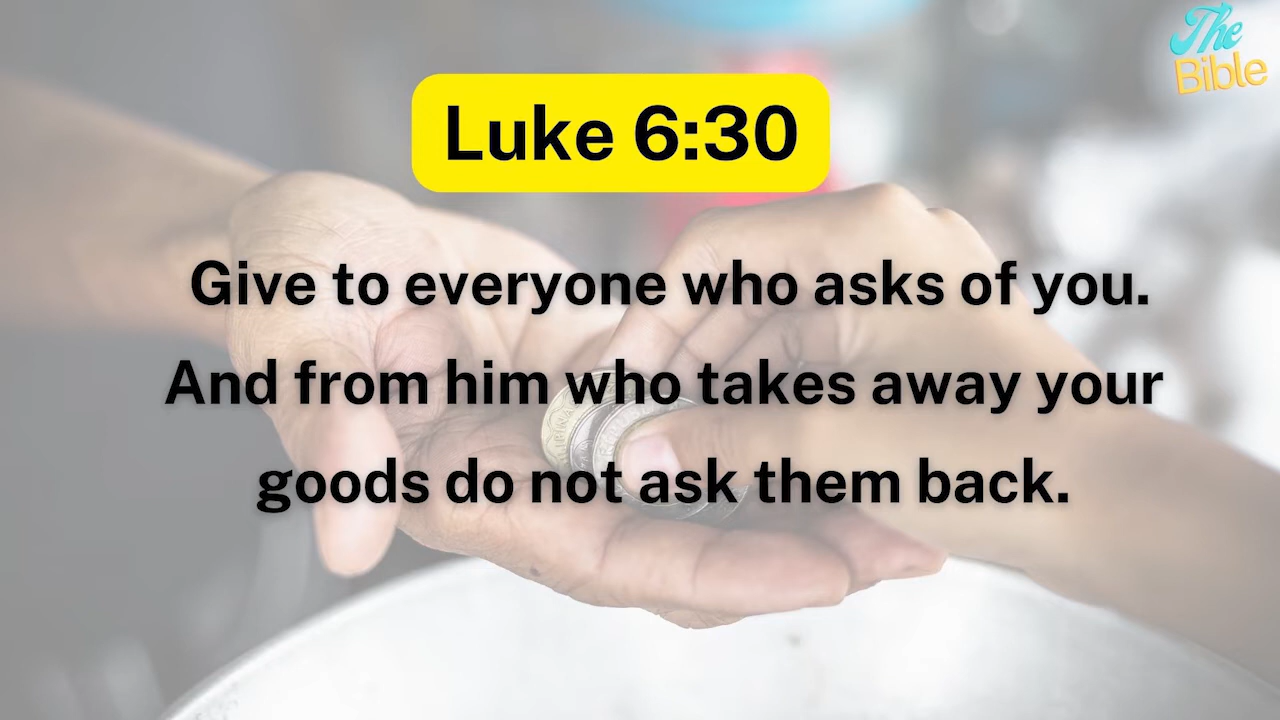 The
Bible
Luke 6:30
Give to everyone who asks of you.
And from him who takes away your
goods do not ask them back.